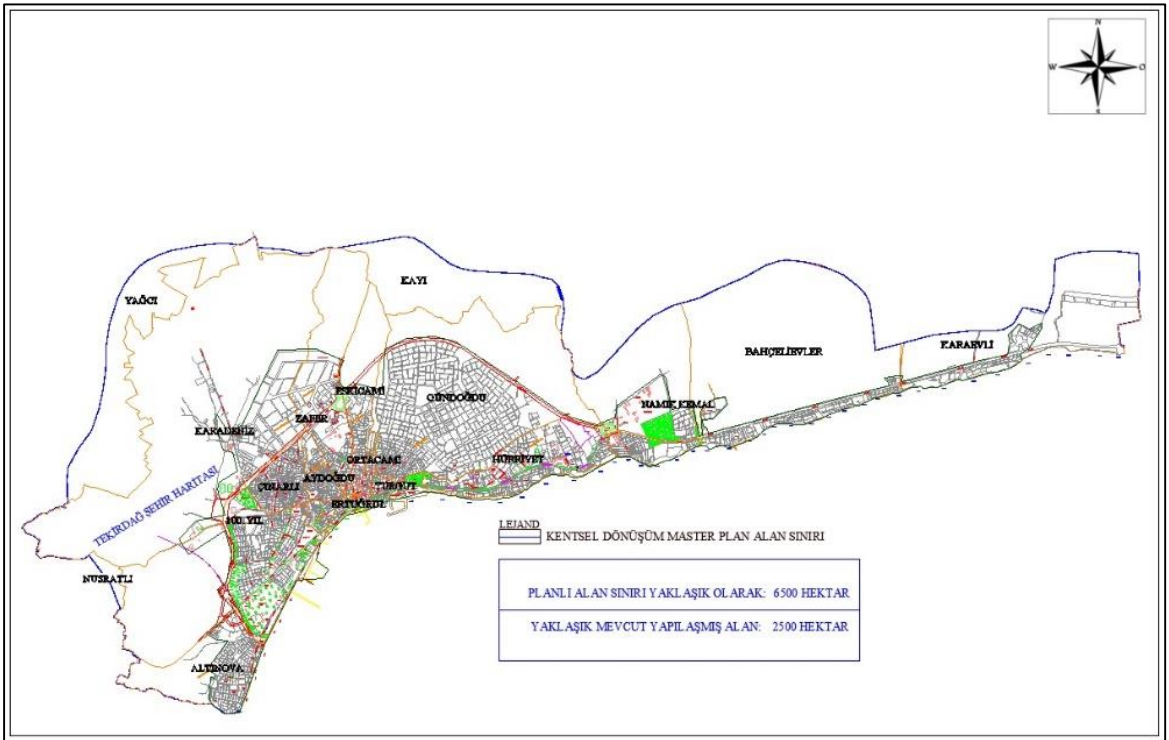 N
W O
S
KAYI
YAĞCI
BAHÇELİEVLER
KARAEVLİ
ESKİCAMİ
GÜNDOĞDU
NAMIK KEMAL
ZAFER
KARADENİZ
ORTACAMİ
HÜRRİYET
AYDOĞDU
ÇINARLI
TURGUT
ERTUĞRUL
100. YIL
TEKİRDAĞ ŞEHİR HARİTASI
NUSRATLI
ALTINOVA
LEJAND
KENTSEL DÖNÜŞÜM MASTER PLAN ALAN SINIRI
PLANLI ALAN SINIRI YAKLAŞIK OLARAK: 6500 HEKTAR
YAKLAŞIK MEVCUT YAPILAŞMIŞ ALAN: 2500 HEKTAR